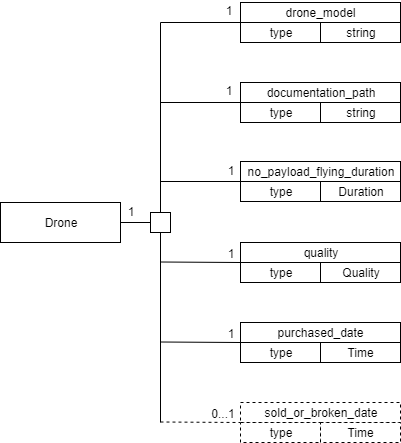 1
drone_model
type string
1
documentation_path
type string
1
no_payload_flying_duration
type Duration
Drone
1
1
quality
type Quality
1
purchased_date
type Time
0...1
sold_or_broken_date
type Time